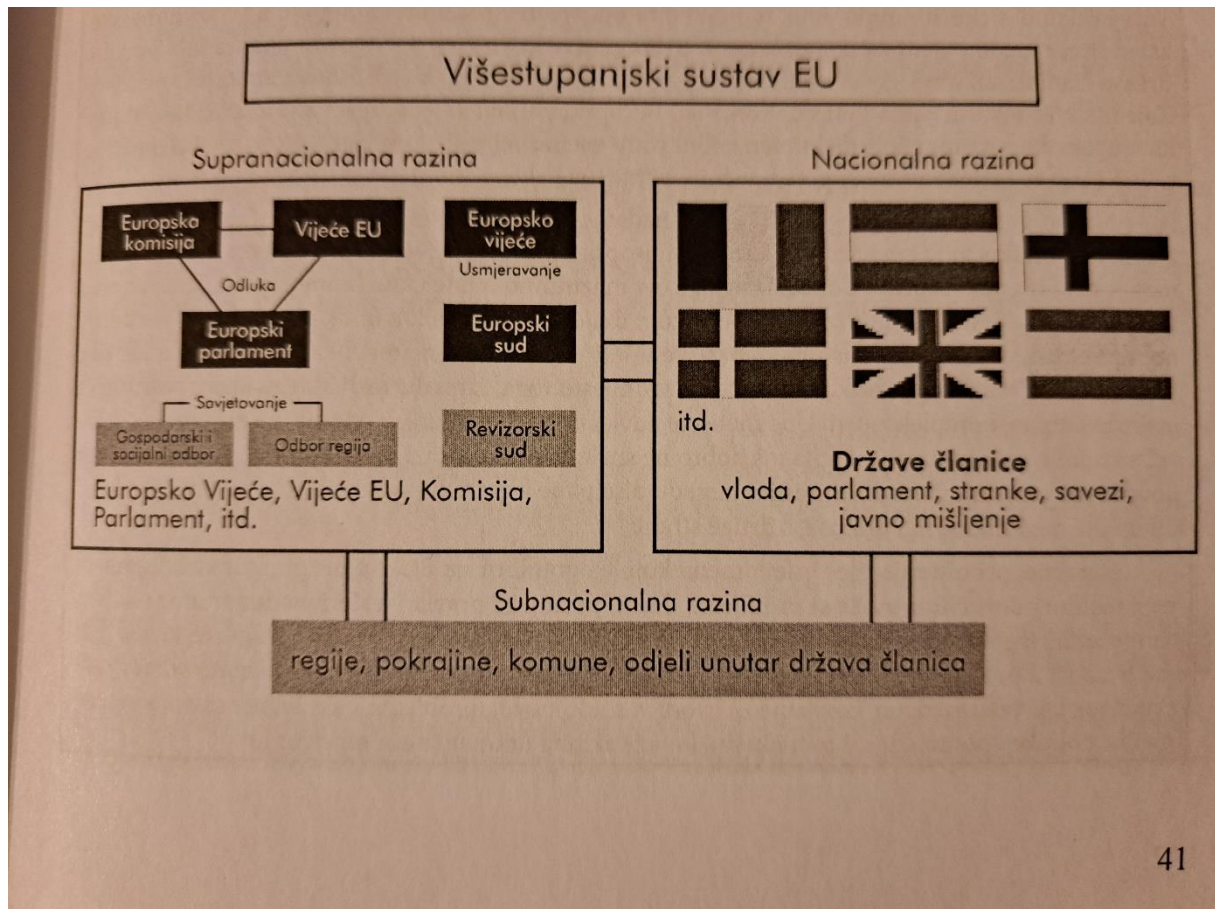 Višestupanjski sustav EU
Supranacionalna razina
Europska
komisija
Vijeće EU
Europsko
vijeće
Usmjeravanje
Odluka
Europski
parlament
Europski
sud
Savjetovanje
Gospodarski i
socijalni odbor
Odbor regija
Revizorski
sud
Europsko Vijeće, Vijeće EU, Komisija,
Parlament, itd.
Nacionalna razina
itd.
Države članice
vlada, parlament, stranke, savezi,
javno mišljenje
Subnacionalna razina
regije, pokrajine, komune, odjeli unutar država članica
41